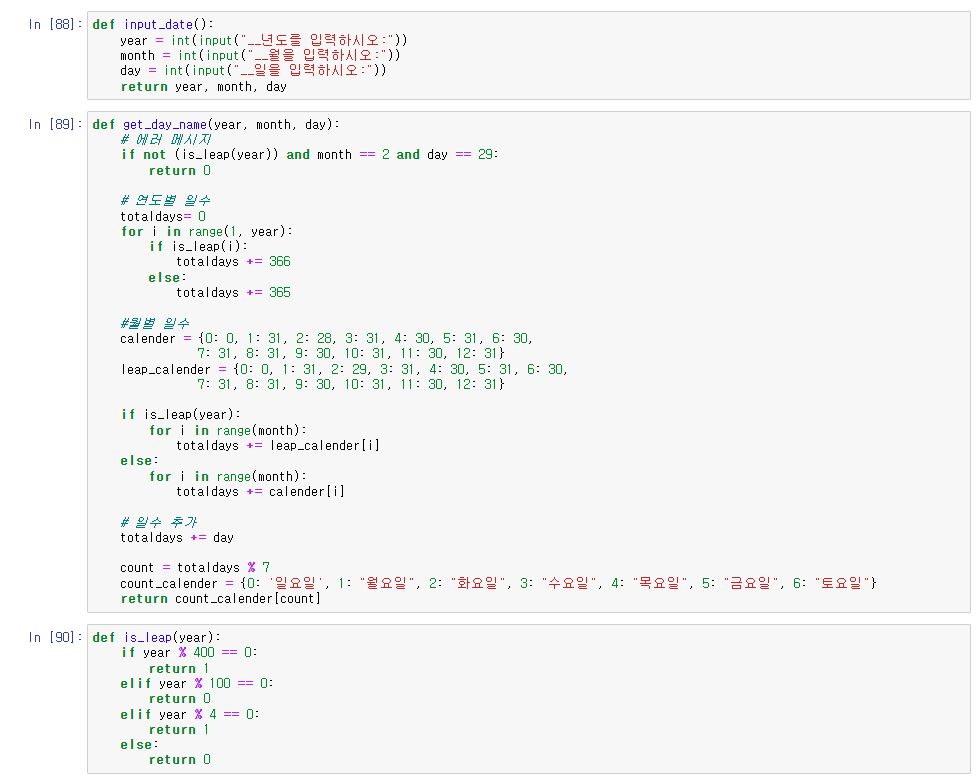 In [88]: def input_date():
    year = int(input("__년도를 입력하시오:"))
    month = int(input("__월을 입력하시오:"))
    day = int(input("__일을 입력하시오:"))
    return year, month, day
In [89]: def get_day_name(year, month, day):
    # 에러 메시지
    if not (is_leap(year)) and month == 2 and day == 29:
        return 0
    # 연도별 일수
    totaldays= 0
    for i in range(1, year):
        if is_leap(i):
            totaldays += 366
        else:
            totaldays += 365
    #월별 일수
    calender = {0: 0, 1: 31, 2: 28, 3: 31, 4: 30, 5: 31, 6: 30,
               7: 31, 8: 31, 9: 30, 10: 31, 11: 30, 12: 31}
    leap_calender = {0: 0, 1: 31, 2: 29, 3: 31, 4: 30, 5: 31, 6: 30,
               7: 31, 8: 31, 9: 30, 10: 31, 11: 30, 12: 31}
    if is_leap(year):
        for i in range(month):
            totaldays += leap_calender[i]
    else:
        for i in range(month):
            totaldays += calender[i]
    # 일수 추가
    totaldays += day
    count = totaldays % 7
    count_calender = {0: '일요일', 1: "월요일", 2: "화요일", 3: "수요일", 4: "목요일", 5: "금요일", 6: "토요일"}
    return count_calender[count]
In [90]: def is_leap(year):
    if year % 400 == 0:
        return 1
    elif year % 100 == 0:
        return 0
    elif year % 4 == 0:
        return 1
    else:
        return 0